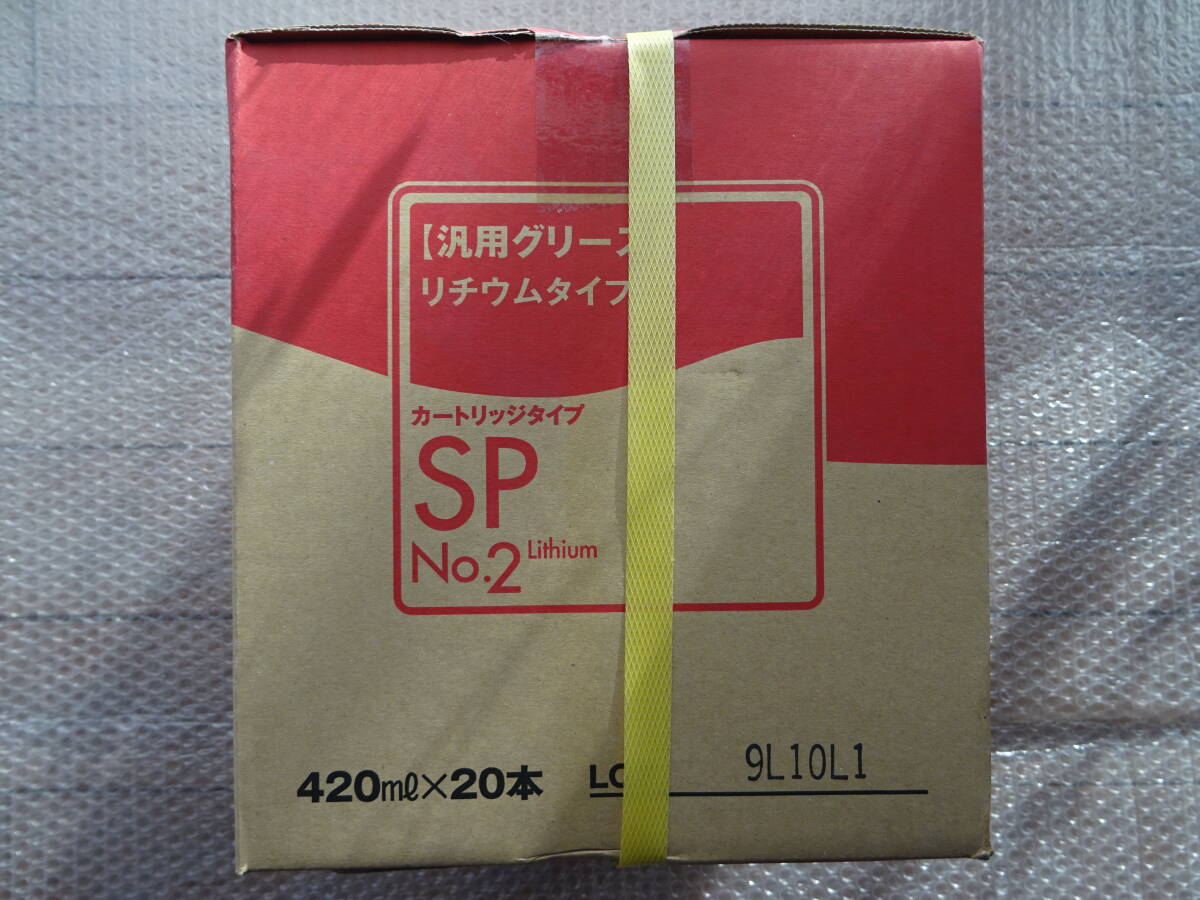 【汎用グリース
リチウムタイプ
カートリッジタイプ
SP
No.2 Lithium
420mℓ×20本 LO 9L10L1